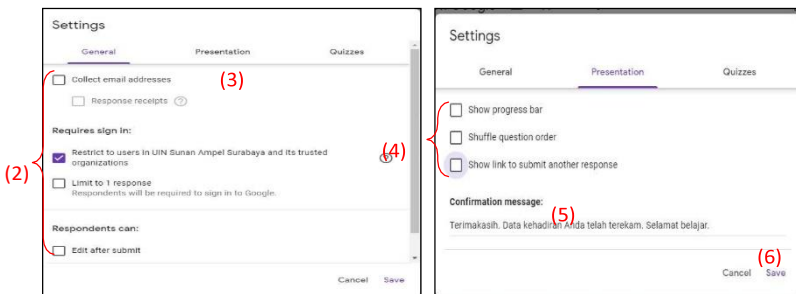 Settings
General Presentation Quizzes
(3)
Collect email addresses
Response receipts ?
Requires sign in:
Restrict to users in UIN Sunan Ampel Surabaya and its trusted
organizations
(2)
Limit to 1 response
Respondents will be required to sign in to Google.
Respondents can:
Edit after submit
Cancel Save
Settings
General Presentation Quizzes
Show progress bar
Shuffle question order
(4)
Show link to submit another response
Confirmation message:
(5)
Terimakasih. Data kehadiran Anda telah terekam. Selamat belajar.
(6)
Cancel Save